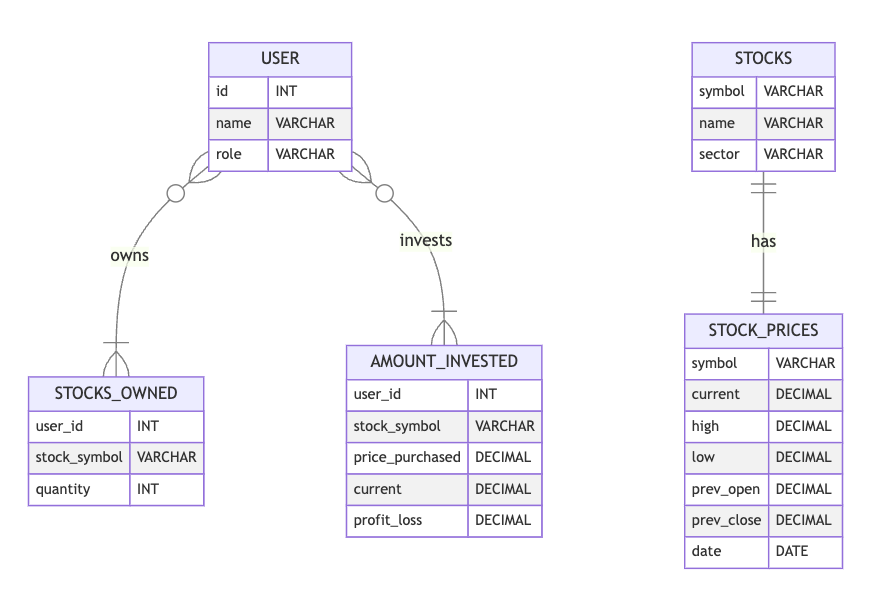 USER
id INT
name VARCHAR
role VARCHAR
STOCKS
symbol VARCHAR
name VARCHAR
sector VARCHAR
owns
invests
has
STOCKS_OWNED
user_id INT
stock_symbol VARCHAR
quantity INT
AMOUNT_INVESTED
user_id INT
stock_symbol VARCHAR
price_purchased DECIMAL
current DECIMAL
profit_loss DECIMAL
STOCK_PRICES
symbol VARCHAR
current DECIMAL
high DECIMAL
low DECIMAL
prev_open DECIMAL
prev_close DECIMAL
date DATE